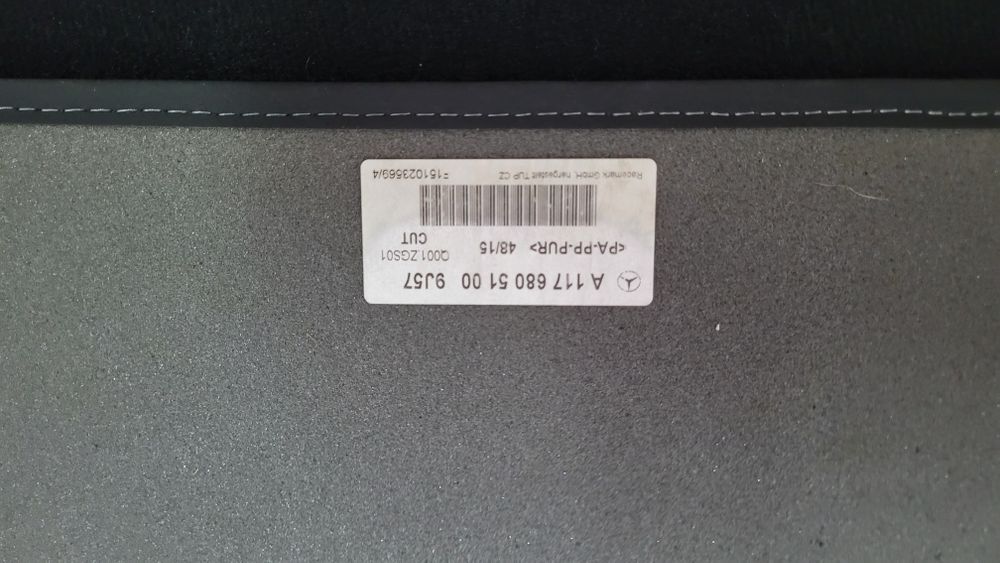 A 117 680 51 00 9J57
Q001.ZGS01
<PA-PP-PUR> 48/15 CUT
Racemark GmbH, hergestellt TUP CZ
F151023569/4